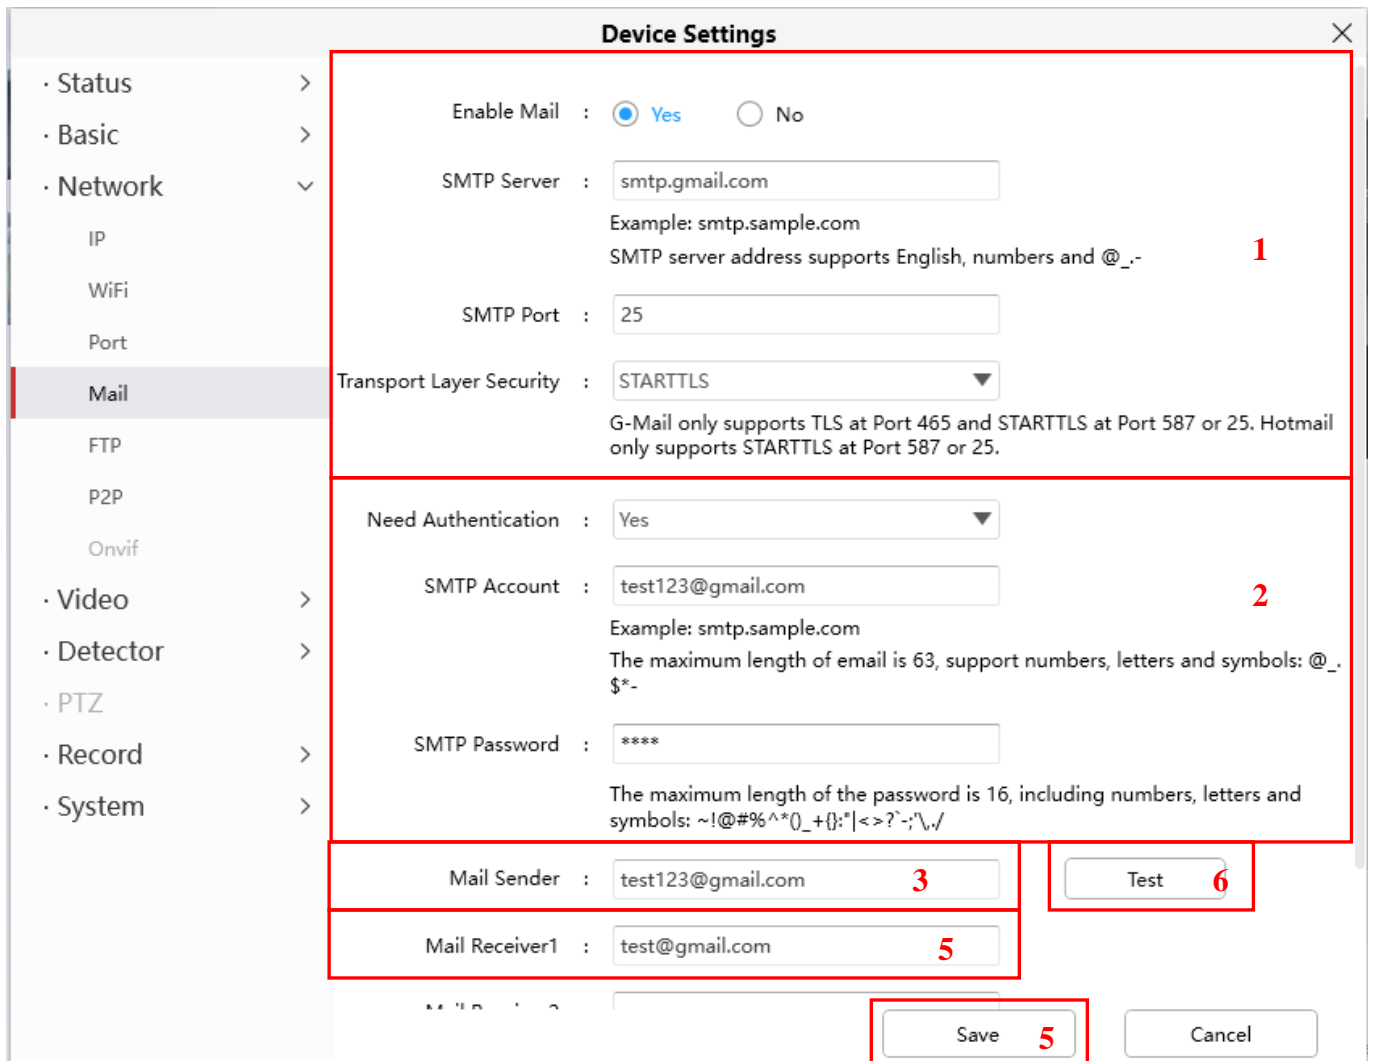 Device Settings
· Status
· Basic
· Network
IP
WiFi
Port
Mail
FTP
P2P
Onvif
· Video
· Detector
· PTZ
· Record
· System
Enable Mail : Yes No
SMTP Server : smtp.gmail.com
Example: smtp.sample.com
SMTP server address supports English, numbers and @_.-
1
SMTP Port : 25
Transport Layer Security : STARTTLS
G-Mail only supports TLS at Port 465 and STARTTLS at Port 587 or 25. Hotmail
only supports STARTTLS at Port 587 or 25.
Need Authentication : Yes
SMTP Account : test123@gmail.com
2
Example: smtp.sample.com
The maximum length of email is 63, support numbers, letters and symbols: @_.
$*-
SMTP Password : ****
The maximum length of the password is 16, including numbers, letters and
symbols: ~!@#%^*()_+{}:"|<>?`-;'\,./
Mail Sender : test123@gmail.com 3
Test 6
Mail Receiver1 : test@gmail.com 5
Save 5
Cancel